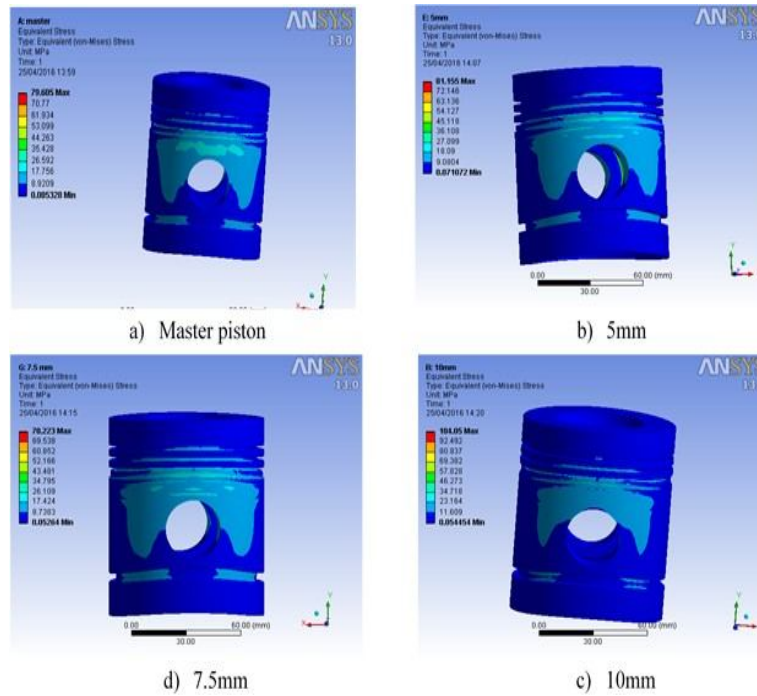 A: master
Equivalent Stress
Type: Equivalent (von-Mises) Stress
Unit: MPa
Time: 1
25/04/2016 13:59
79.605 Max
70.77
61.934
53.099
44.263
35.428
26.592
17.756
8.9209
0.085328 Min
ANSYS
13.0
Y
X
a) Master piston
E: 5mm
Equivalent Stress
Type: Equivalent (von-Mises) Stress
Unit: MPa
Time: 1
25/04/2016 14:07
81.155 Max
72.146
63.136
54.127
45.118
36.108
27.099
18.09
9.0804
0.071072 Min
ANSYS
13.0
0.00 60.00 (mm)
30.00
Y
b) 5mm
G: 7.5 mm
Equivalent Stress
Type: Equivalent (von-Mises) Stress
Unit: MPa
Time: 1
25/04/2016 14:15
78.223 Max
69.538
60.852
52.166
43.481
34.795
26.109
17.424
8.7383
0.05264 Min
ANSYS
13.0
0.00 60.00 (mm)
30.00
Y
X
d) 7.5mm
B: 10mm
Equivalent Stress
Type: Equivalent (von-Mises) Stress
Unit: MPa
Time: 1
25/04/2016 14:20
104.05 Max
92.492
80.937
69.382
57.828
46.273
34.718
23.164
11.609
0.054454 Min
ANSYS
13.0
0.00 60.00 (mm)
30.00
Y
c) 10mm